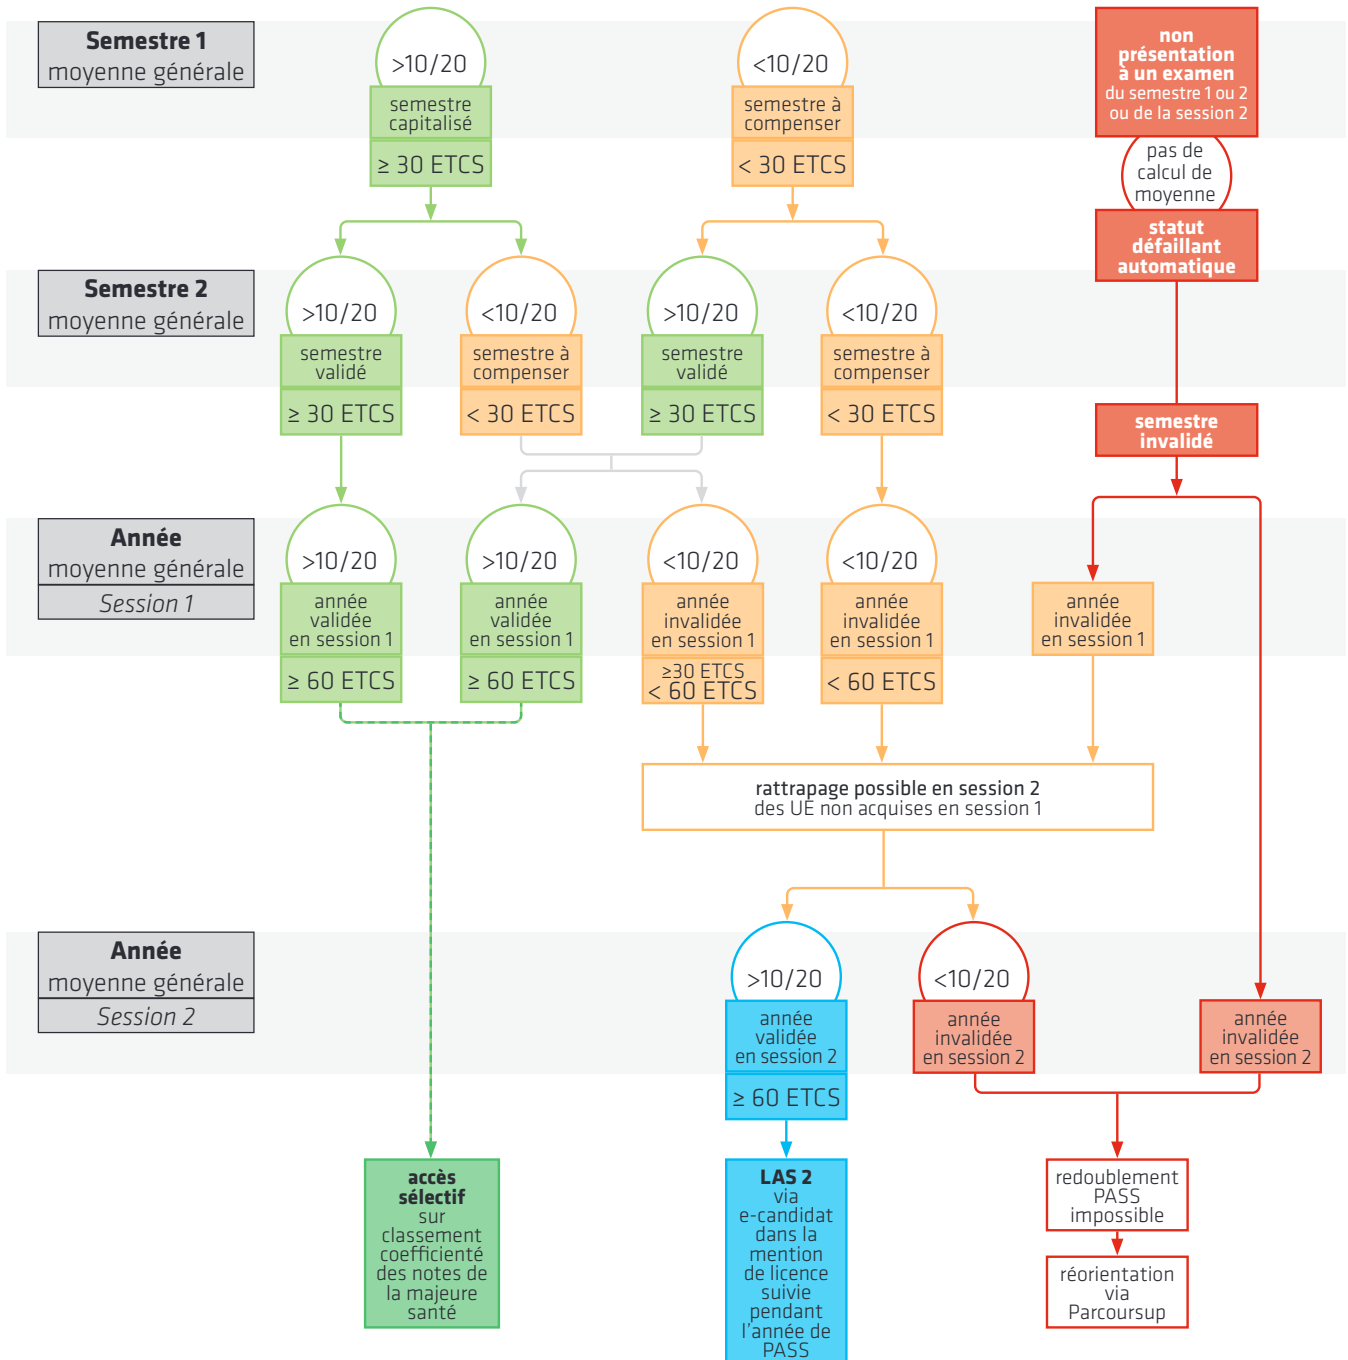 Semestre 1
moyenne générale
>10/20
semestre
capitalisé
≥ 30 ETCS
<10/20
semestre à
compenser
< 30 ETCS
non
présentation
à un examen
du semestre 1 ou 2
ou de la session 2
pas de
calcul de
moyenne
statut
défaillant
automatique
Semestre 2
moyenne générale
>10/20
semestre
validé
≥ 30 ETCS
<10/20
semestre à
compenser
< 30 ETCS
>10/20
semestre
validé
≥ 30 ETCS
<10/20
semestre à
compenser
< 30 ETCS
semestre
invalidé
Année
moyenne générale
Session 1
>10/20
année
validée
en session 1
≥ 60 ETCS
>10/20
année
validée
en session 1
≥ 60 ETCS
<10/20
année
invalidée
en session 1
≥30 ETCS
< 60 ETCS
<10/20
année
invalidée
en session 1
< 60 ETCS
année
invalidée
en session 1
rattrapage possible en session 2
des UE non acquises en session 1
Année
moyenne générale
Session 2
>10/20
année
validée
en session 2
≥ 60 ETCS
<10/20
année
invalidée
en session 2
année
invalidée
en session 2
accès
sélectif
sur
classement
coefficienté
des notes de
la majeure
santé
LAS 2
via
e-candidat
dans la
mention
de licence
suivie
pendant
l'année de
PASS
redoublement
PASS
impossible
réorientation
via
Parcoursup